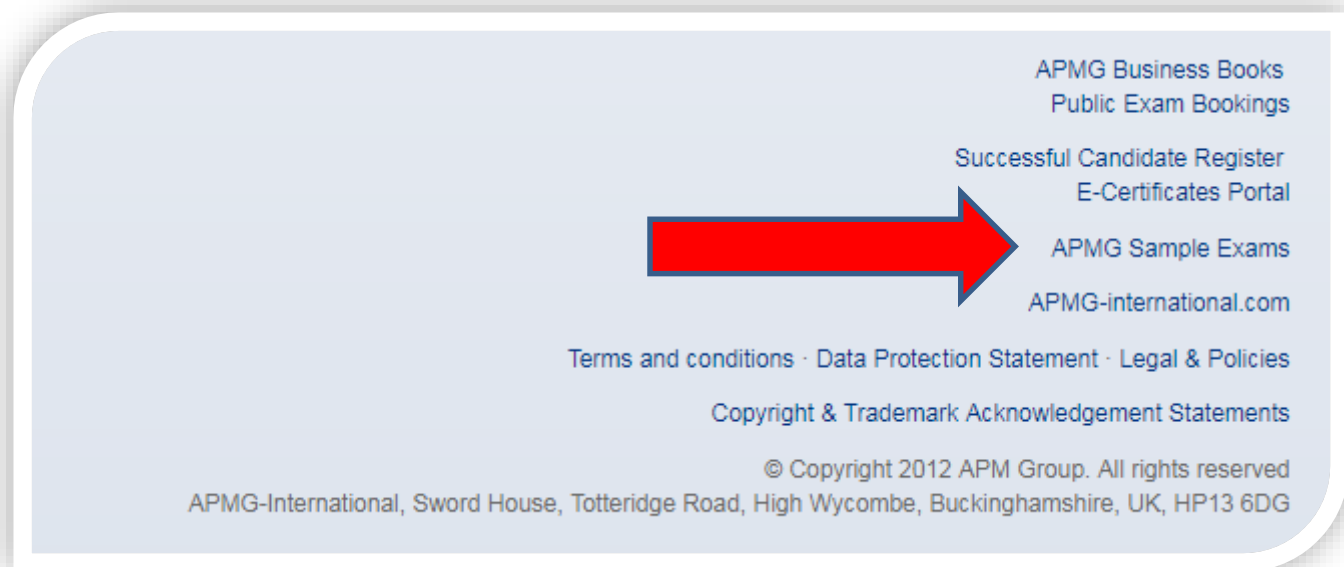 APMG Business Books
Public Exam Bookings
Successful Candidate Register
E-Certificates Portal
APMG Sample Exams
APMG-international.com
Terms and conditions · Data Protection Statement · Legal & Policies
Copyright & Trademark Acknowledgement Statements
© Copyright 2012 APM Group. All rights reserved
APMG-International, Sword House, Totteridge Road, High Wycombe, Buckinghamshire, UK, HP13 6DG